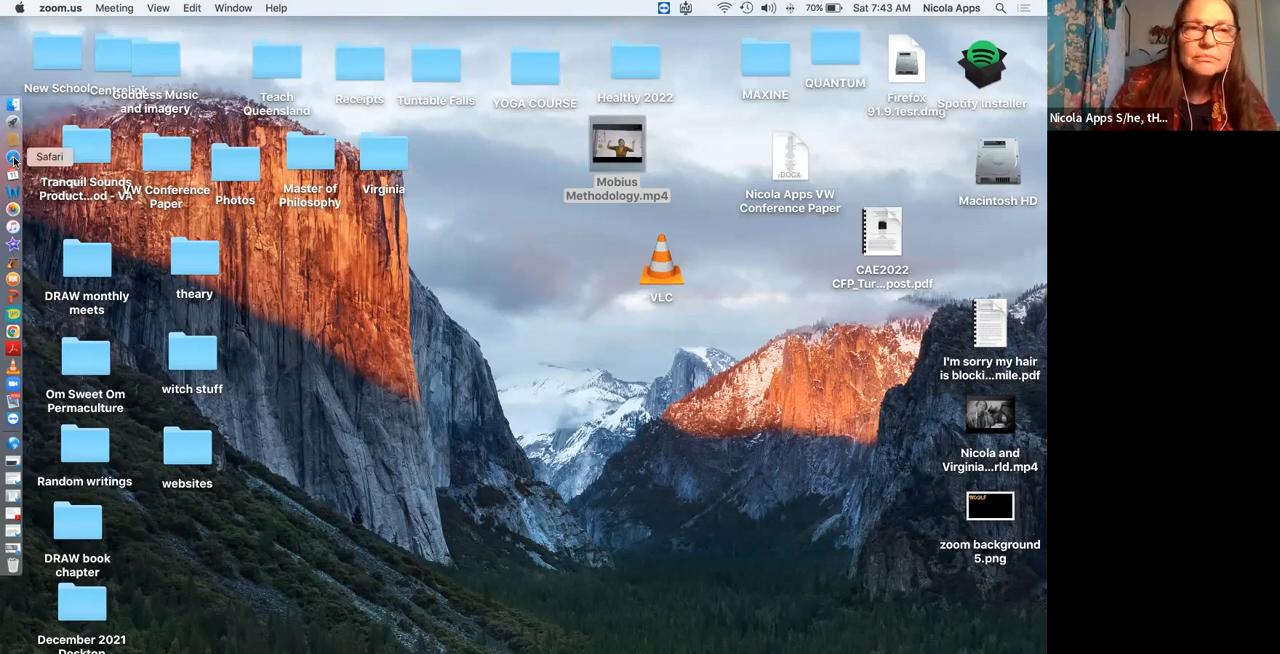 zoom.us Meeting View Edit Window Help 70% Sat 7:43 AM Nicola Apps
New School
Goddess Music
and imagery
Teach
Queensland
Receipts
Tuntable Falls
YOGA COURSE
Healthy 2022
MAXINE
QUANTUM
Firefox
91.9.1esr.dmg
Spotify Installer
Nicola Apps S/he, tH...
Safari
Tranquil Sounds
Product...od - VA
VW Conference
Paper
Photos
Master of
Philosophy
Virginia
Mobius
Methodology.mp4
DOCX
Nicola Apps VW
Conference Paper
Macintosh HD
DRAW monthly
meets
theary
VLC
CAE2022
CFP_Tur...post.pdf
Om Sweet Om
Permaculture
witch stuff
I'm sorry my hair
is blocki...mile.pdf
Random writings
websites
Nicola and
Virginia...rld.mp4
WOOLF
zoom background
5.png
DRAW book
chapter
December 2021
Desktop